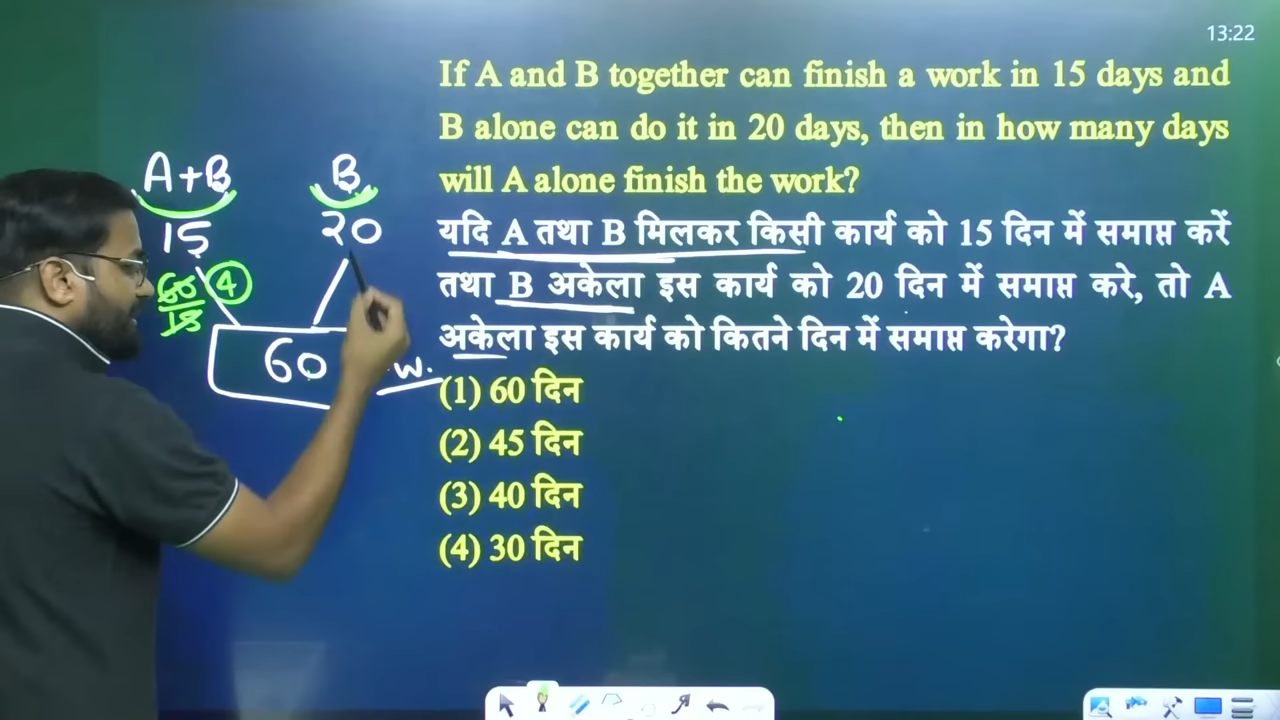 13:22
If A and B together can finish a work in 15 days and
B alone can do it in 20 days, then in how many days
will A alone finish the work?
यदि A तथा B मिलकर किसी कार्य को 15 दिन में समाप्त करें
तथा B अकेला इस कार्य को 20 दिन में समाप्त करे, तो A
अकेला इस कार्य को कितने दिन में समाप्त करेगा?
(1) 60 दिन
(2) 45 दिन
(3) 40 दिन
(4) 30 दिन
A+B B
15 20
60 4
15
60 w.